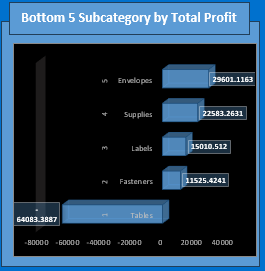 Bottom 5 Subcategory by Total Profit
5 Envelopes 29601.1163
4 Supplies 22583.2631
3 Labels 15010.512
2 Fasteners 11525.4241
1 Tables -
64083.3887
-80000 -60000 -40000 -20000 0 20000 40000